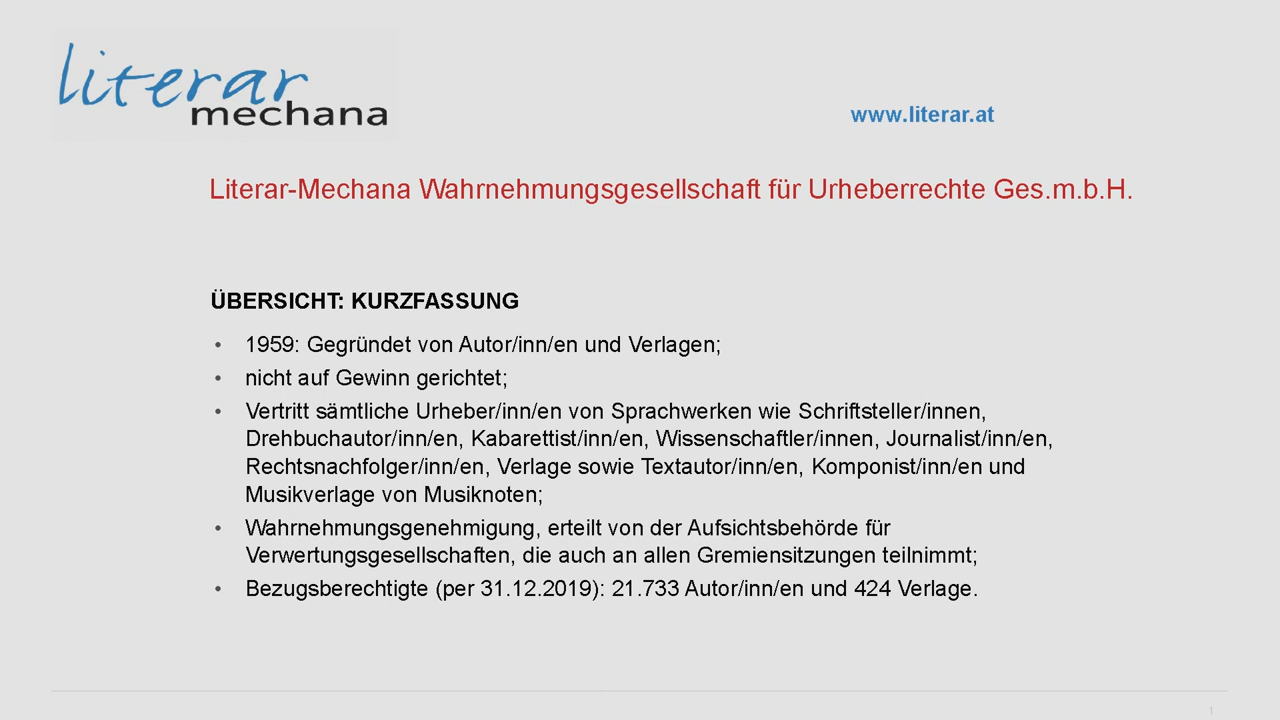 literar
mechana
www.literar.at
Literar-Mechana Wahrnehmungsgesellschaft für Urheberrechte Ges.m.b.H.
ÜBERSICHT: KURZFASSUNG
• 1959: Gegründet von Autor/inn/en und Verlagen;
• nicht auf Gewinn gerichtet;
• Vertritt sämtliche Urheber/inn/en von Sprachwerken wie Schriftsteller/innen,
Drehbuchautor/inn/en, Kabarettist/inn/en, Wissenschaftler/innen, Journalist/inn/en,
Rechtsnachfolger/inn/en, Verlage sowie Textautor/inn/en, Komponist/inn/en und
Musikverlage von Musiknoten;
• Wahrnehmungsgenehmigung, erteilt von der Aufsichtsbehörde für
Verwertungsgesellschaften, die auch an allen Gremiensitzungen teilnimmt;
• Bezugsberechtigte (per 31.12.2019): 21.733 Autor/inn/en und 424 Verlage.
1